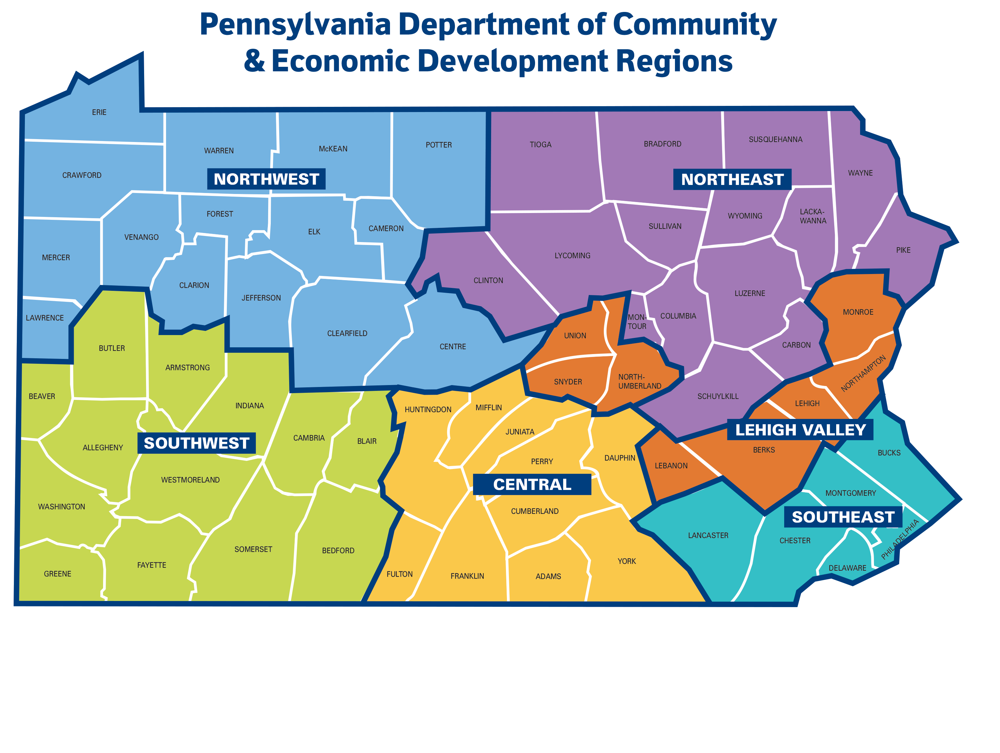 Pennsylvania Department of Community
& Economic Development Regions
ERIE
CRAWFORD
WARREN
McKEAN
POTTER
NORTHWEST
MERCER
VENANGO
FOREST
ELK
CAMERON
CLARION
JEFFERSON
LAWRENCE
CLEARFIELD
CENTRE
TIOGA
BRADFORD
SUSQUEHANNA
WAYNE
NORTHEAST
WYOMING
LACKA-
WANNA
SULLIVAN
PIKE
LYCOMING
CLINTON
LUZERNE
COLUMBIA
MON-
TOUR
CARBON
SCHUYLKILL
MONROE
NORTHAMPTON
UNION
SNYDER
NORTH-
UMBERLAND
LEHIGH
LEHIGH VALLEY
BERKS
LEBANON
BUTLER
ARMSTRONG
BEAVER
INDIANA
ALLEGHENY
SOUTHWEST
CAMBRIA
BLAIR
WESTMORELAND
WASHINGTON
SOMERSET
BEDFORD
FAYETTE
GREENE
HUNTINGDON
MIFFLIN
JUNIATA
PERRY
DAUPHIN
CENTRAL
CUMBERLAND
FULTON
FRANKLIN
ADAMS
YORK
BUCKS
MONTGOMERY
SOUTHEAST
LANCASTER
CHESTER
PHILADELPHIA
DELAWARE